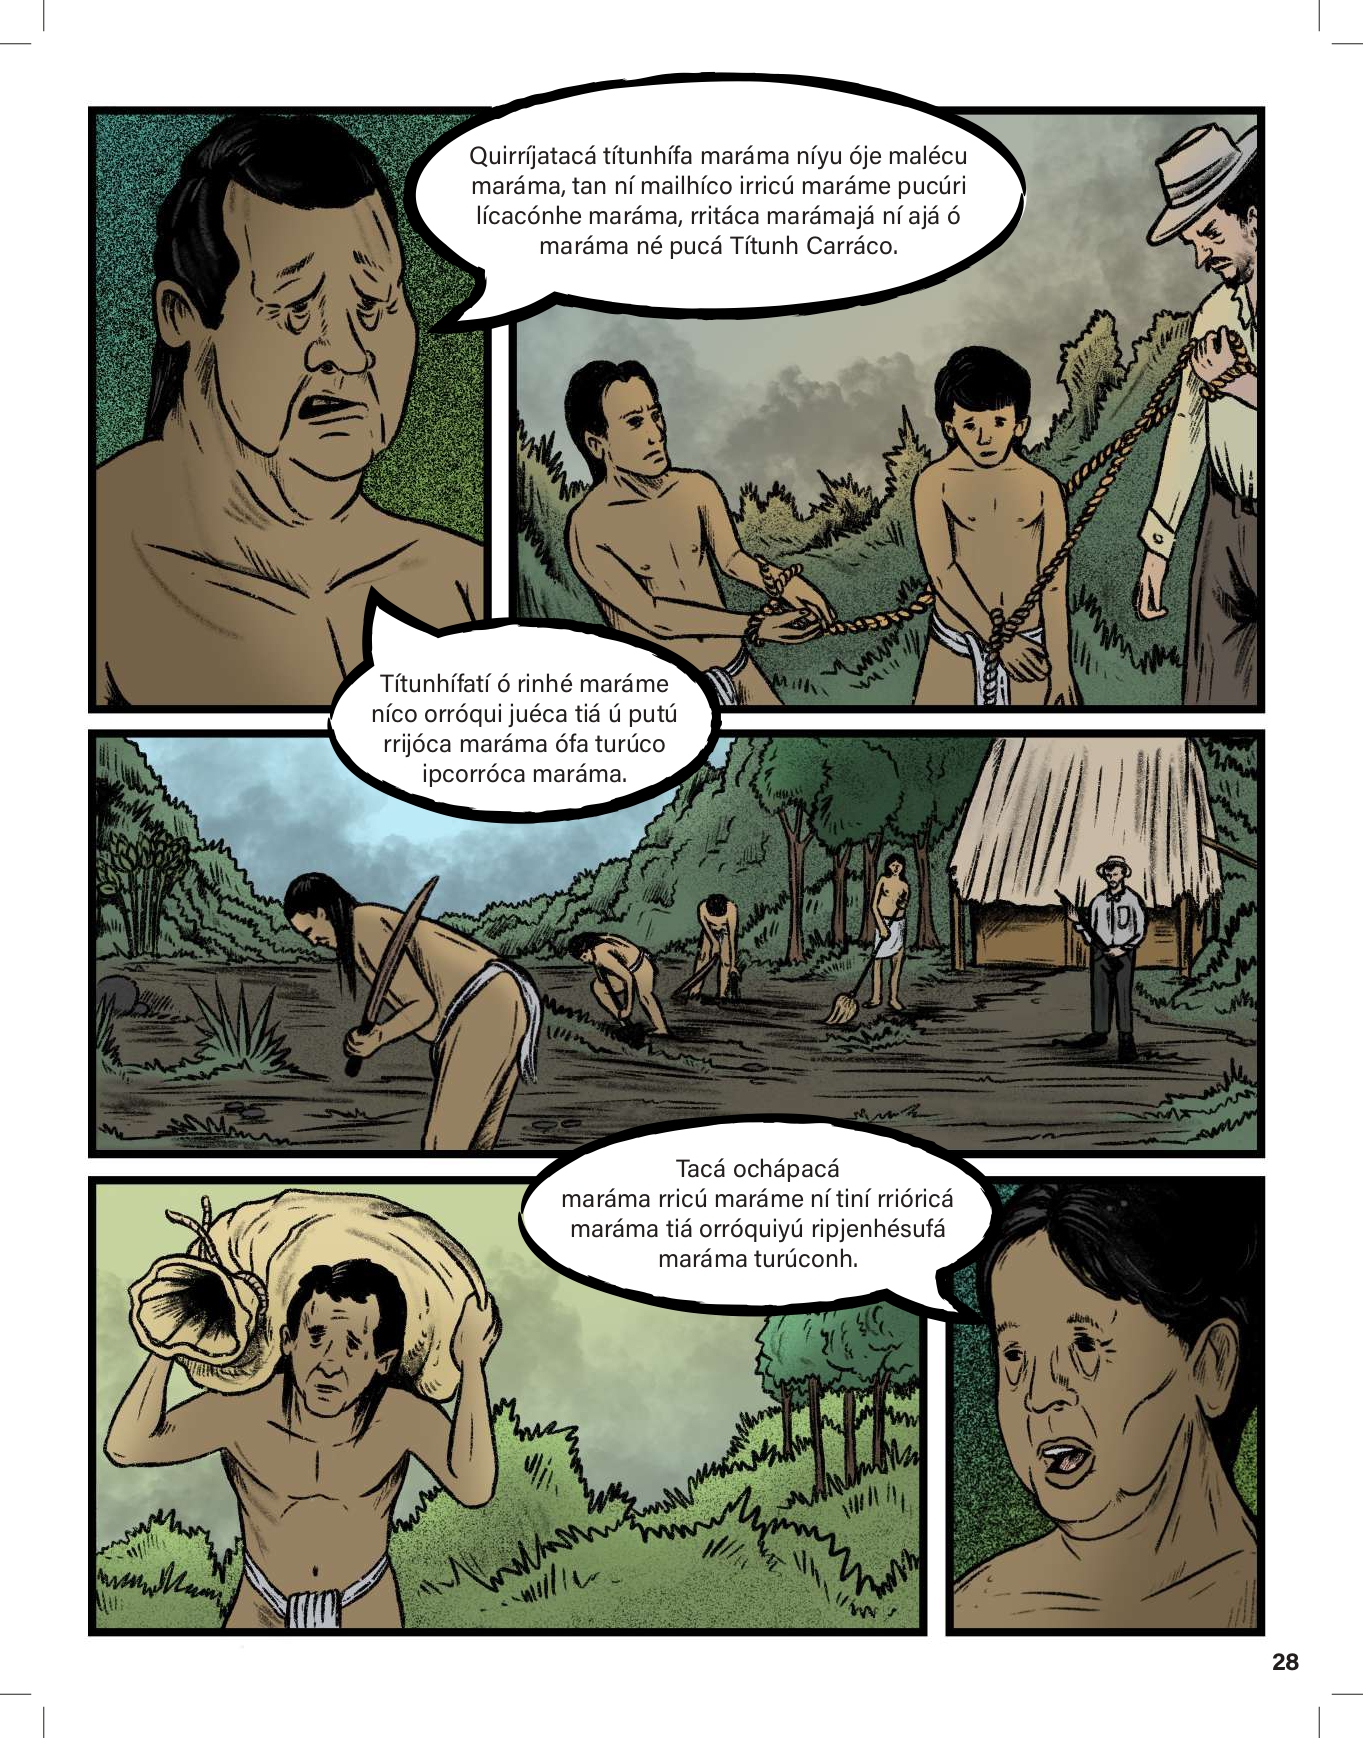 Quirríjatacá títunhífa maráma níyu óje malécu
maráma, tan ní mailhíco irricú maráme pucúri
lícacónhe maráma, rritáca marámajá ní ajá ó
maráma né pucá Títunh Carráco.
Títunhífatí ó rinhé maráme
níco orróqui juéca tiá ú putú
rrijóca maráma ófa turúco
ipcorróca maráma.
Tacá ochápacá
maráma rricú maráme ní tiní rrióricá
maráma tiá orróquiyú ripjenhésufá
maráma turúconh.
28